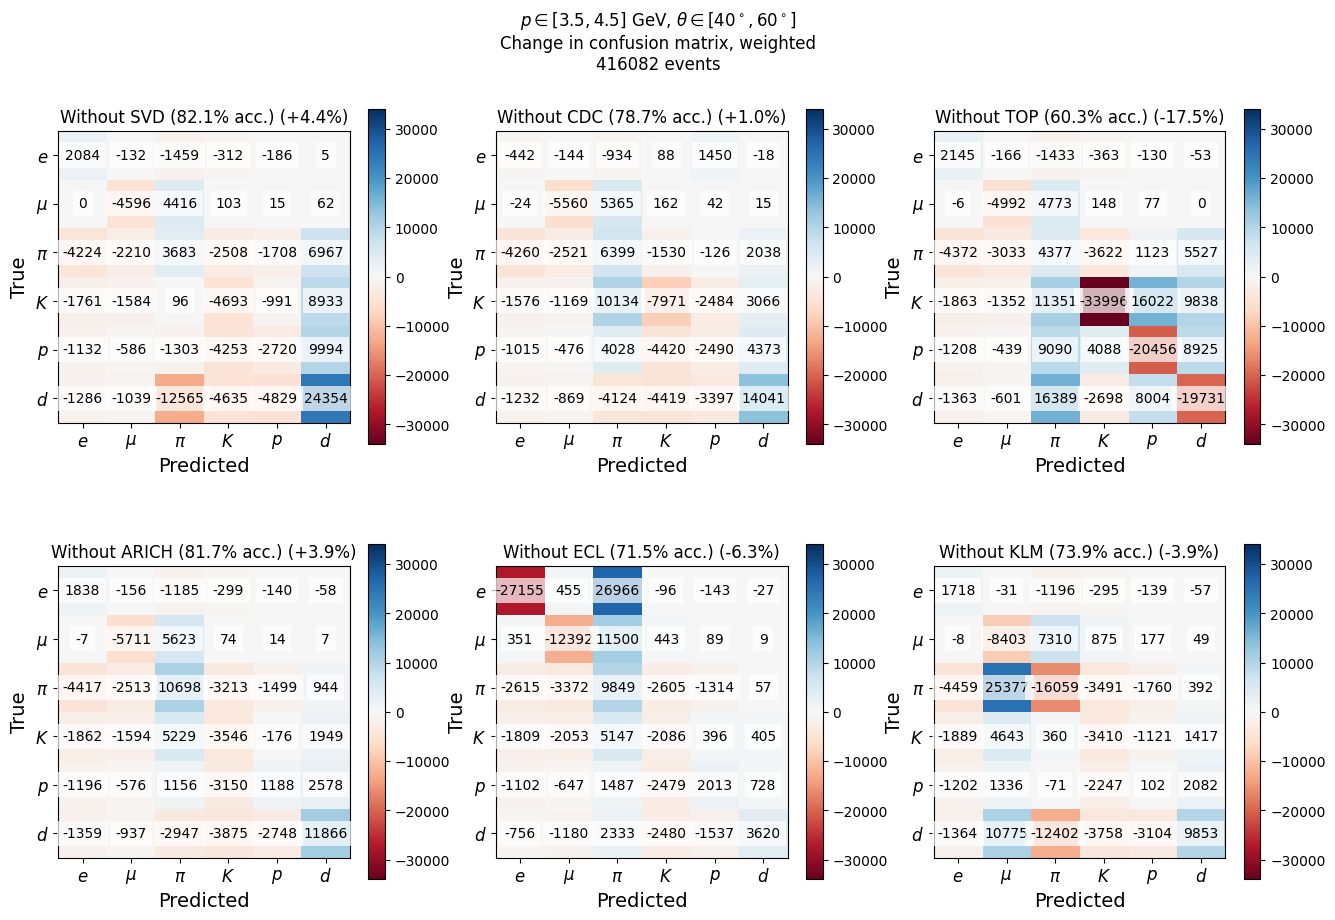 p ∈ [3.5, 4.5] GeV, θ ∈ [40°, 60°]
Change in confusion matrix, weighted
416082 events
Without SVD (82.1% acc.) (+4.4%)
e 2084 -132 -1459 -312 -186 5
μ 0 -4596 4416 103 15 62
π -4224 -2210 3683 -2508 -1708 6967
K -1761 -1584 96 -4693 -991 8933
p -1132 -586 -1303 -4253 -2720 9994
d -1286 -1039 -12565 -4635 -4829 24354
e μ π K p d
True
Predicted
30000
20000
10000
0
−10000
−20000
−30000
Without CDC (78.7% acc.) (+1.0%)
e -442 -144 -934 88 1450 -18
μ -24 -5560 5365 162 42 15
π -4260 -2521 6399 -1530 -126 2038
K -1576 -1169 10134 -7971 -2484 3066
p -1015 -476 4028 -4420 -2490 4373
d -1232 -869 -4124 -4419 -3397 14041
e μ π K p d
True
Predicted
30000
20000
10000
0
−10000
−20000
−30000
Without TOP (60.3% acc.) (-17.5%)
e 2145 -166 -1433 -363 -130 -53
μ -6 -4992 4773 148 77 0
π -4372 -3033 4377 -3622 1123 5527
K -1863 -1352 11351 -33996 16022 9838
p -1208 -439 9090 4088 -20456 8925
d -1363 -601 16389 -2698 8004 -19731
e μ π K p d
True
Predicted
30000
20000
10000
0
−10000
−20000
−30000
Without ARICH (81.7% acc.) (+3.9%)
e 1838 -156 -1185 -299 -140 -58
μ -7 -5711 5623 74 14 7
π -4417 -2513 10698 -3213 -1499 944
K -1862 -1594 5229 -3546 -176 1949
p -1196 -576 1156 -3150 1188 2578
d -1359 -937 -2947 -3875 -2748 11866
e μ π K p d
True
Predicted
30000
20000
10000
0
−10000
−20000
−30000
Without ECL (71.5% acc.) (-6.3%)
e -27155 455 26966 -96 -143 -27
μ 351 -12392 11500 443 89 9
π -2615 -3372 9849 -2605 -1314 57
K -1809 -2053 5147 -2086 396 405
p -1102 -647 1487 -2479 2013 728
d -756 -1180 2333 -2480 -1537 3620
e μ π K p d
True
Predicted
30000
20000
10000
0
−10000
−20000
−30000
Without KLM (73.9% acc.) (-3.9%)
e 1718 -31 -1196 -295 -139 -57
μ -8 -8403 7310 875 177 49
π -4459 25377 -16059 -3491 -1760 392
K -1889 4643 360 -3410 -1121 1417
p -1202 1336 -71 -2247 102 2082
d -1364 10775 -12402 -3758 -3104 9853
e μ π K p d
True
Predicted
30000
20000
10000
0
−10000
−20000
−30000